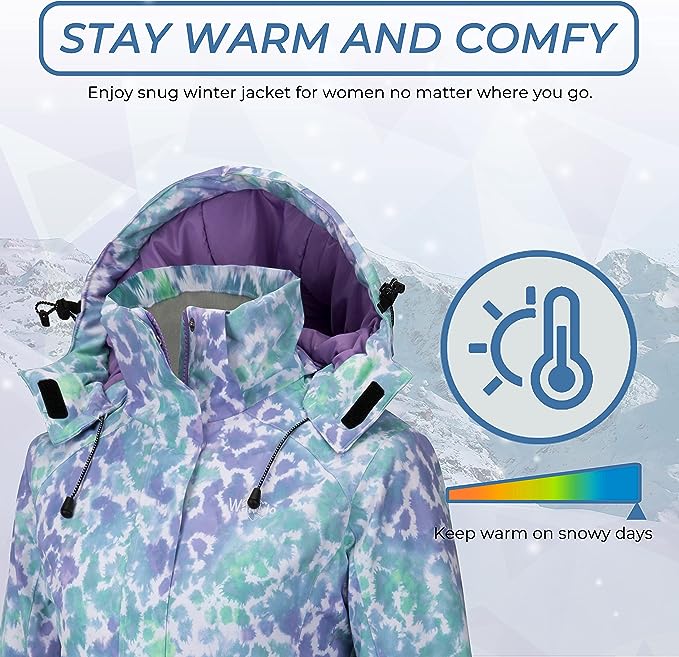 STAY WARM AND COMFY
Enjoy snug winter jacket for women no matter where you go.
Keep warm on snowy days